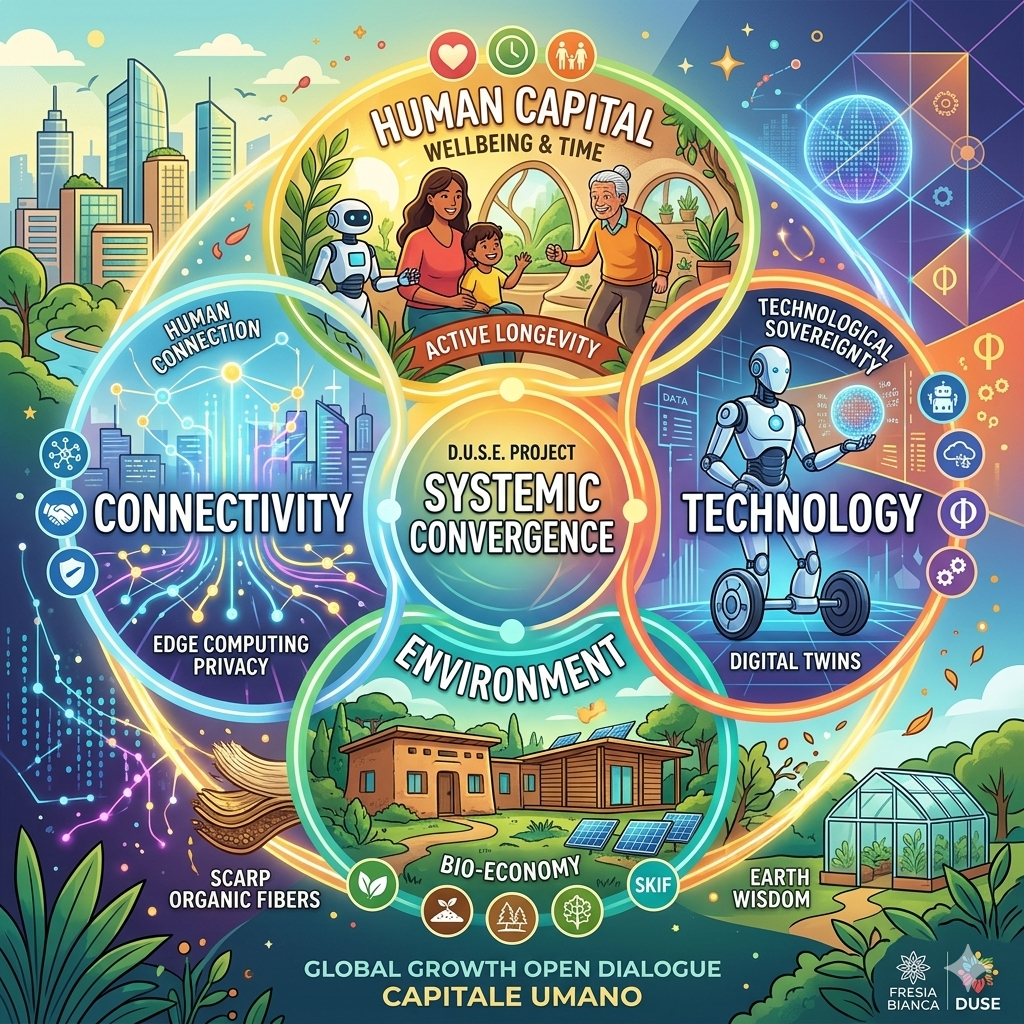 HUMAN CAPITAL
WELLBEING & TIME
ACTIVE LONGEVITY
HUMAN
CONNECTION
TECHNOLOGICAL
SOVEREIGNTY
DATA
Φ
Φ
Φ
D.U.S.E. PROJECT
SYSTEMIC
CONVERGENCE
CONNECTIVITY
TECHNOLOGY
EDGE COMPUTING
PRIVACY
DIGITAL TWINS
ENVIRONMENT
BIO-ECONOMY
SKIF
SCARP
ORGANIC FIBERS
EARTH
WISDOM
GLOBAL GROWTH OPEN DIALOGUE
CAPITALE UMANO
FRESIA
BIANCA
DUSE